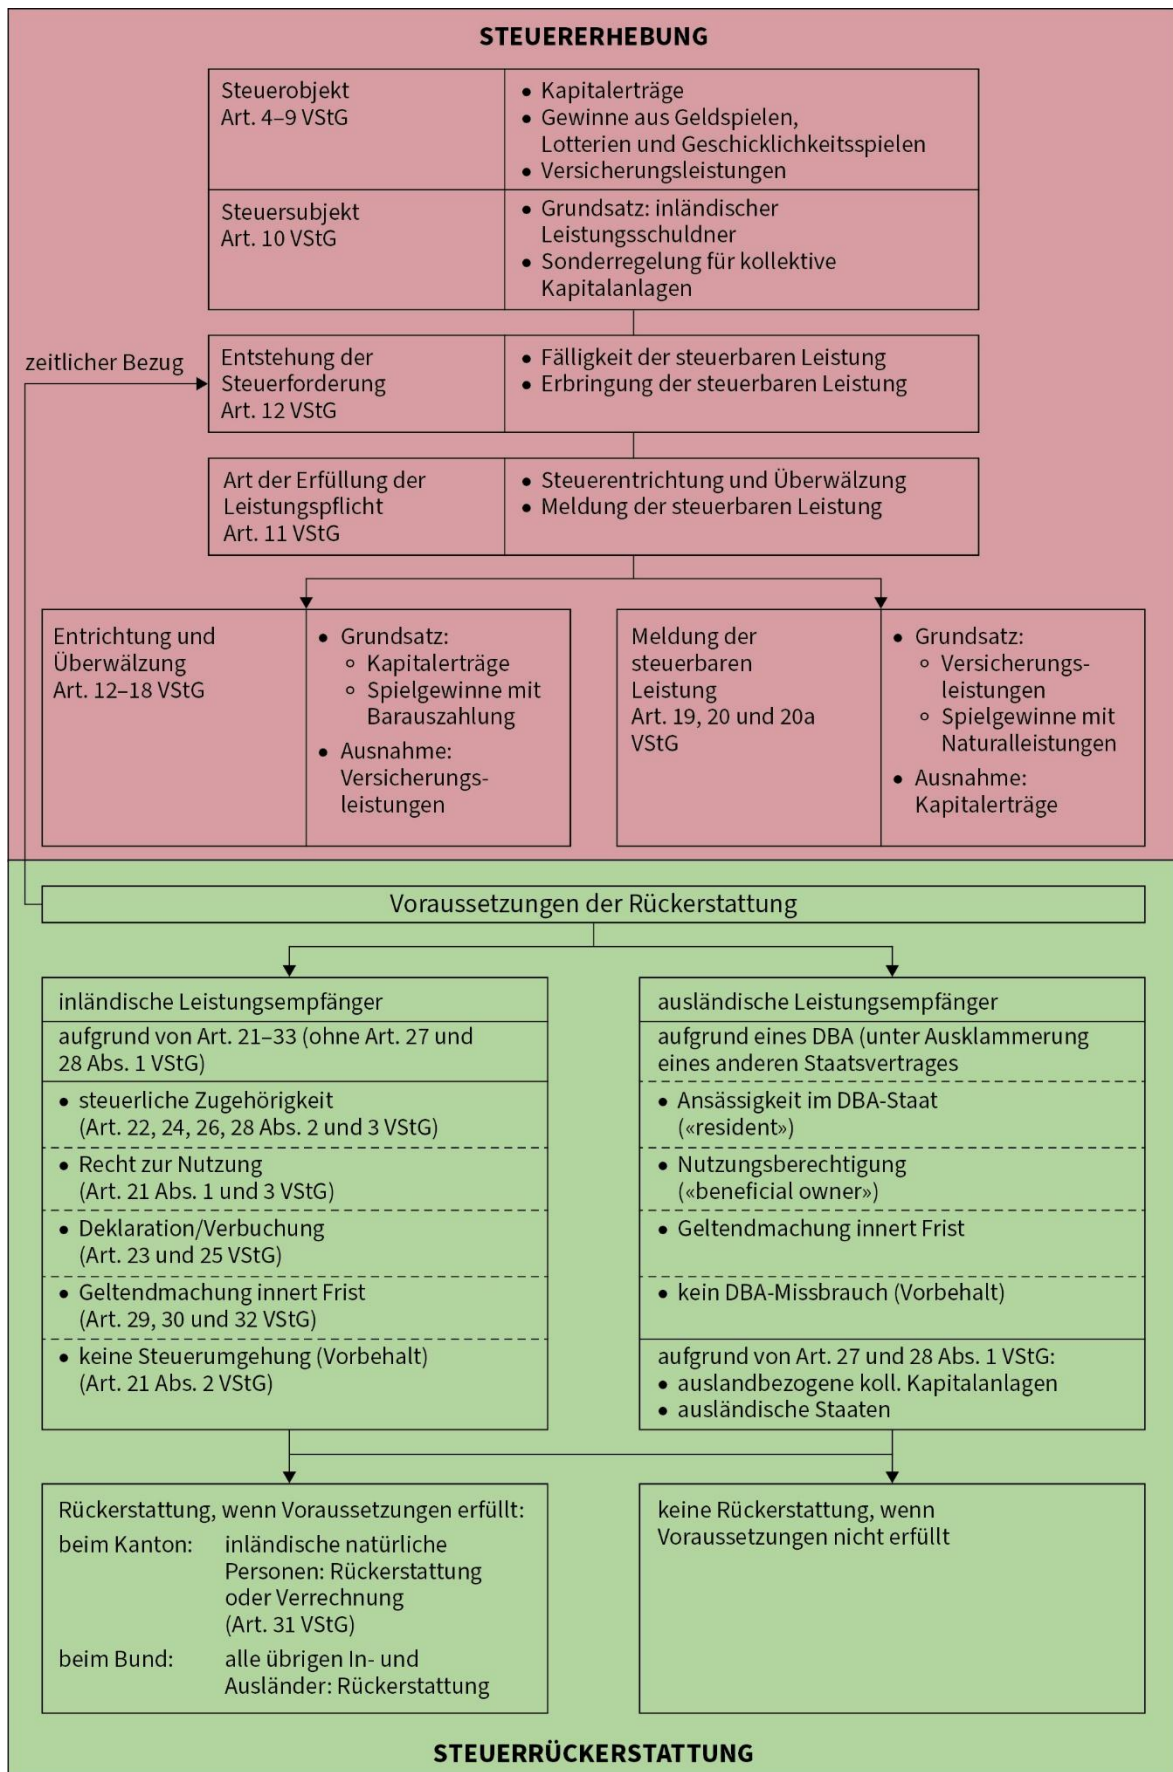 STEUERERHEBUNG
Steuerobjekt
Art. 4–9 VStG
• Kapitalerträge
• Gewinne aus Geldspielen,
Lotterien und Geschicklichkeitsspielen
• Versicherungsleistungen
Steuersubjekt
Art. 10 VStG
• Grundsatz: inländischer
Leistungsschuldner
• Sonderregelung für kollektive
Kapitalanlagen
zeitlicher Bezug
Entstehung der
Steuerforderung
Art. 12 VStG
• Fälligkeit der steuerbaren Leistung
• Erbringung der steuerbaren Leistung
Art der Erfüllung der
Leistungspflicht
Art. 11 VStG
• Steuerentrichtung und Überwälzung
• Meldung der steuerbaren Leistung
Entrichtung und
Überwälzung
Art. 12–18 VStG
• Grundsatz:
◦ Kapitalerträge
◦ Spielgewinne mit
Barauszahlung
• Ausnahme:
Versicherungs-
leistungen
Meldung der
steuerbaren
Leistung
Art. 19, 20 und 20a
VStG
• Grundsatz:
◦ Versicherungs-
leistungen
◦ Spielgewinne mit
Naturalleistungen
• Ausnahme:
Kapitalerträge
Voraussetzungen der Rückerstattung
inländische Leistungsempfänger
aufgrund von Art. 21–33 (ohne Art. 27 und
28 Abs. 1 VStG)
• steuerliche Zugehörigkeit
(Art. 22, 24, 26, 28 Abs. 2 und 3 VStG)
• Recht zur Nutzung
(Art. 21 Abs. 1 und 3 VStG)
• Deklaration/Verbuchung
(Art. 23 und 25 VStG)
• Geltendmachung innert Frist
(Art. 29, 30 und 32 VStG)
• keine Steuerumgehung (Vorbehalt)
(Art. 21 Abs. 2 VStG)
ausländische Leistungsempfänger
aufgrund eines DBA (unter Ausklammerung
eines anderen Staatsvertrages
• Ansässigkeit im DBA-Staat
(«resident»)
• Nutzungsberechtigung
(«beneficial owner»)
• Geltendmachung innert Frist
• kein DBA-Missbrauch (Vorbehalt)
aufgrund von Art. 27 und 28 Abs. 1 VStG:
• auslandbezogene koll. Kapitalanlagen
• ausländische Staaten
Rückerstattung, wenn Voraussetzungen erfüllt:
beim Kanton: inländische natürliche
Personen: Rückerstattung
oder Verrechnung
(Art. 31 VStG)
beim Bund: alle übrigen In- und
Ausländer: Rückerstattung
keine Rückerstattung, wenn
Voraussetzungen nicht erfüllt
STEUERRÜCKERSTATTUNG